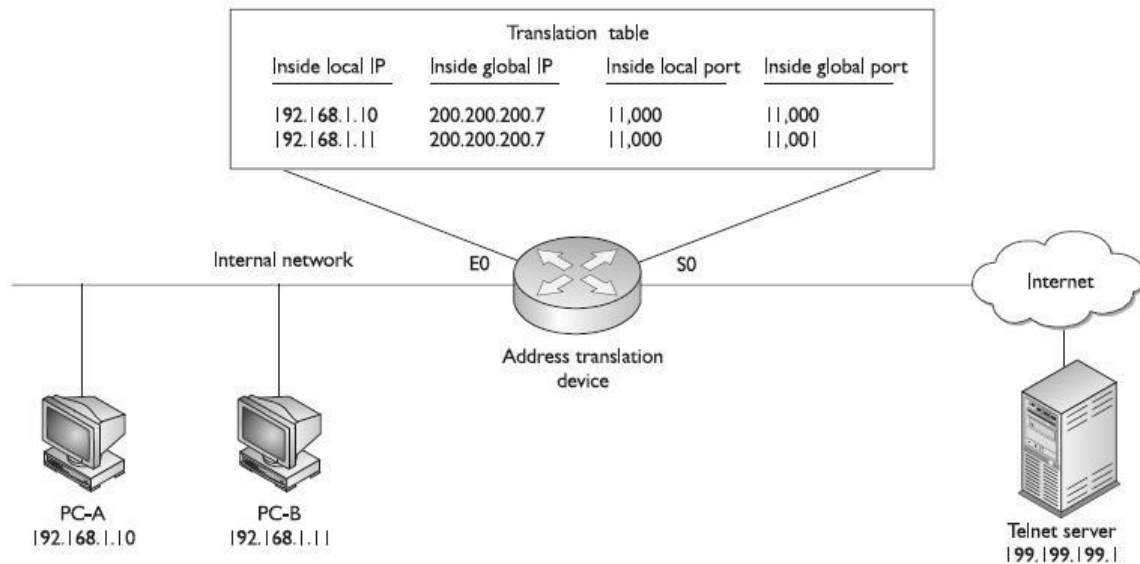 Translation table
Inside local IP Inside global IP Inside local port Inside global port
192.168.1.10 200.200.200.7 11,000 11,000
192.168.1.11 200.200.200.7 11,000 11,001
Internal network
E0
S0
Internet
Address translation
device
PC-A
192.168.1.10
PC-B
192.168.1.11
Telnet server
199.199.199.1